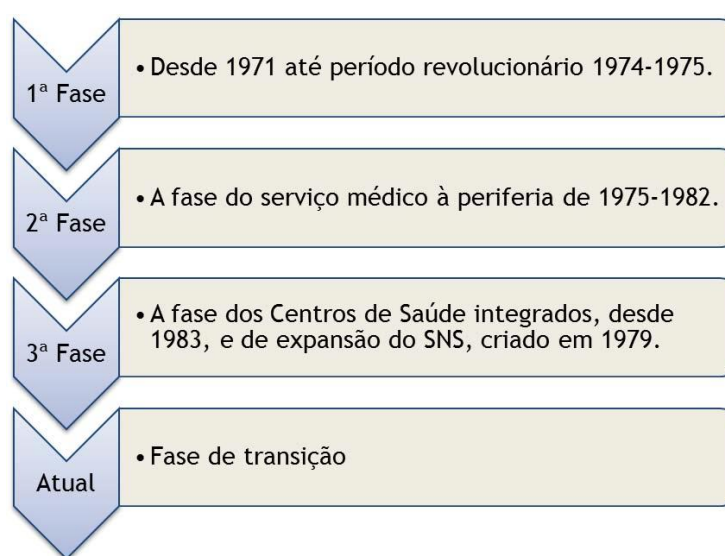 1ª Fase
• Desde 1971 até período revolucionário 1974-1975.
2ª Fase
• A fase do serviço médico à periferia de 1975-1982.
3ª Fase
• A fase dos Centros de Saúde integrados, desde
1983, e de expansão do SNS, criado em 1979.
Atual
• Fase de transição